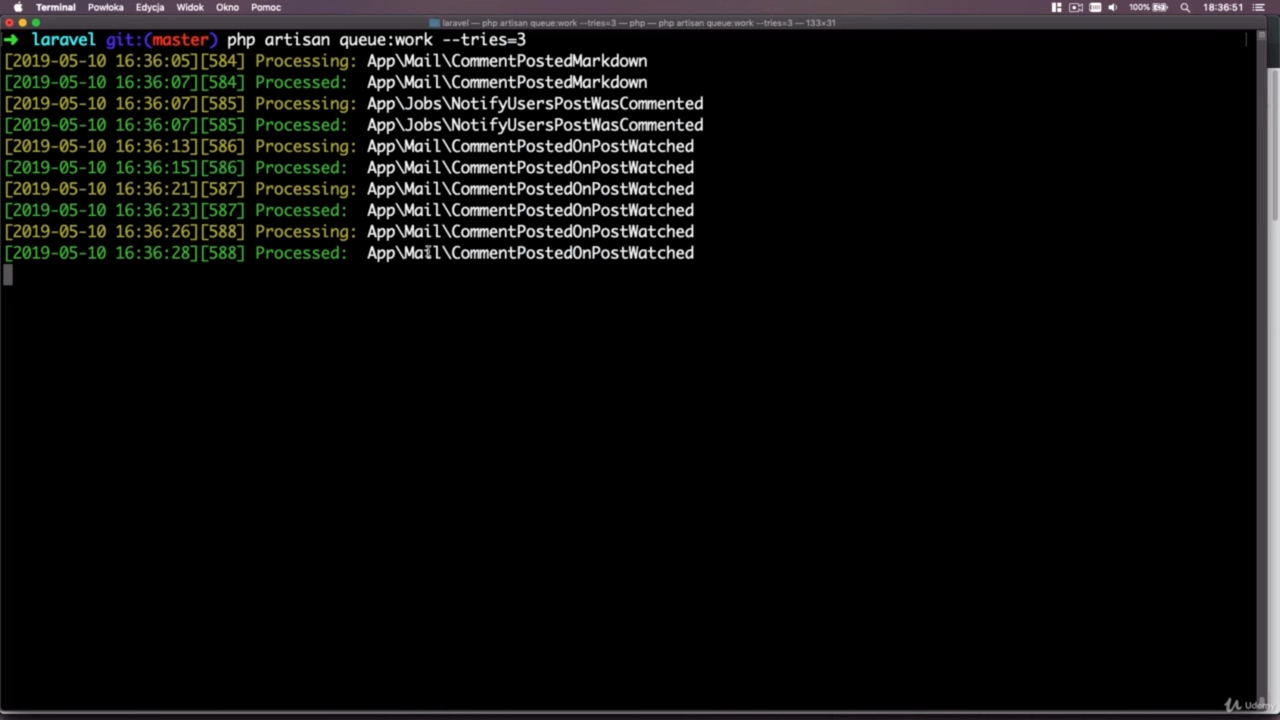 Terminal Powłoka Edycja Widok Okno Pomoc 100% 18:36:51
laravel — php artisan queue:work --tries=3 — php — php artisan queue:work --tries=3 — 133×31
➜ laravel git:(master) php artisan queue:work --tries=3
[2019-05-10 16:36:05][584] Processing: App\Mail\CommentPostedMarkdown
[2019-05-10 16:36:07][584] Processed: App\Mail\CommentPostedMarkdown
[2019-05-10 16:36:07][585] Processing: App\Jobs\NotifyUsersPostWasCommented
[2019-05-10 16:36:07][585] Processed: App\Jobs\NotifyUsersPostWasCommented
[2019-05-10 16:36:13][586] Processing: App\Mail\CommentPostedOnPostWatched
[2019-05-10 16:36:15][586] Processed: App\Mail\CommentPostedOnPostWatched
[2019-05-10 16:36:21][587] Processing: App\Mail\CommentPostedOnPostWatched
[2019-05-10 16:36:23][587] Processed: App\Mail\CommentPostedOnPostWatched
[2019-05-10 16:36:26][588] Processing: App\Mail\CommentPostedOnPostWatched
[2019-05-10 16:36:28][588] Processed: App\Mail\CommentPostedOnPostWatched
Udemy